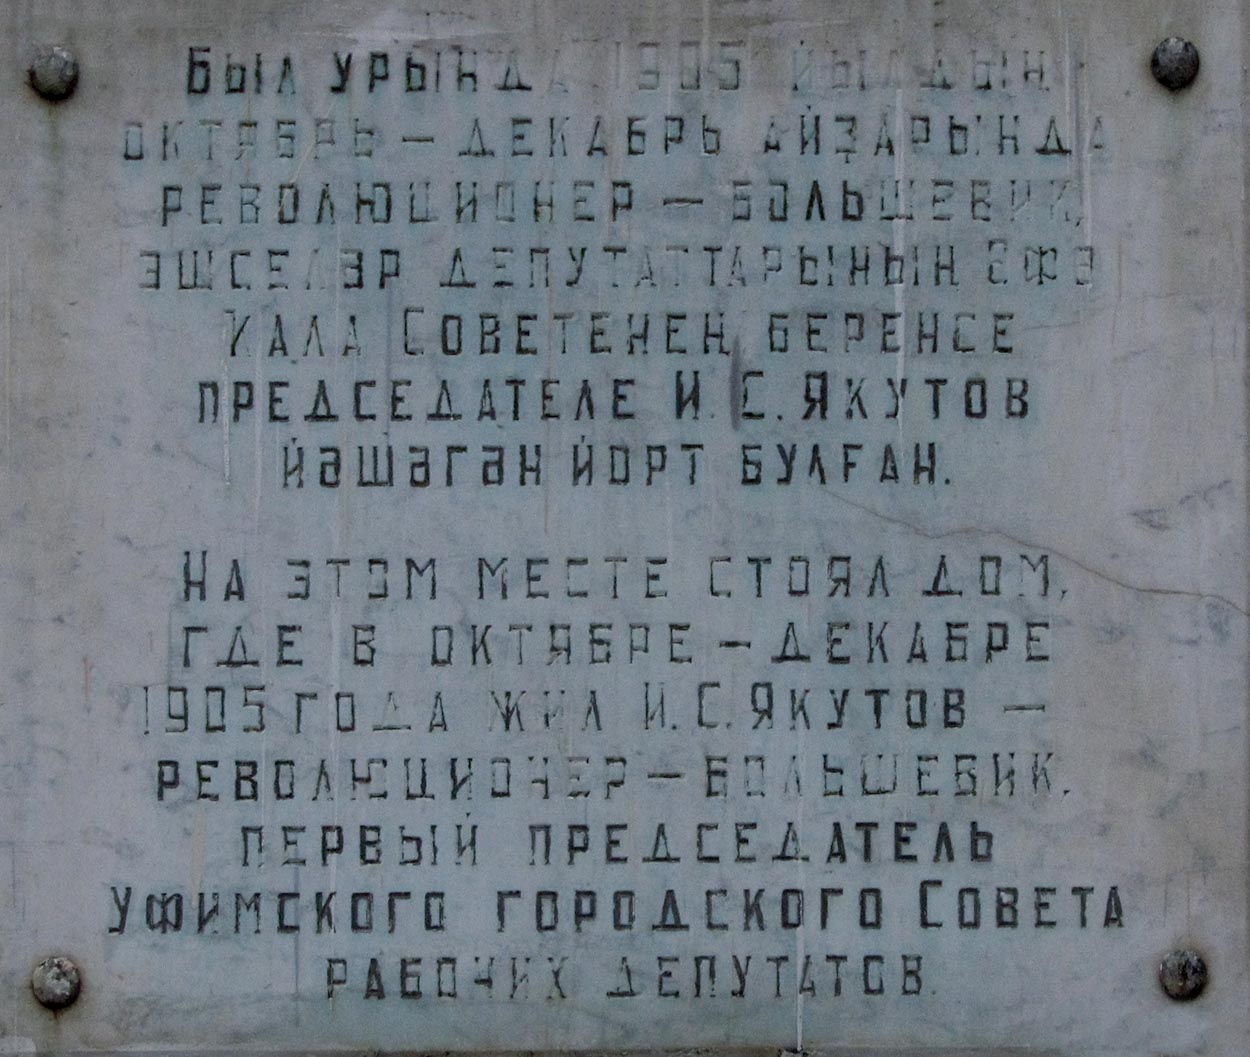 Был урында 1905 йылдың
октябрь – декабрь айҙарында
революционер – большевик,
эшселәр депутаттарының Өфө
ҡала Советенең беренсе
председателе И.С. Якутов
йәшәгән йорт булған.
На этом месте стоял дом,
где в октябре – декабре
1905 года жил И.С. Якутов –
революционер – большевик,
первый председатель
Уфимского городского Совета
рабочих депутатов.